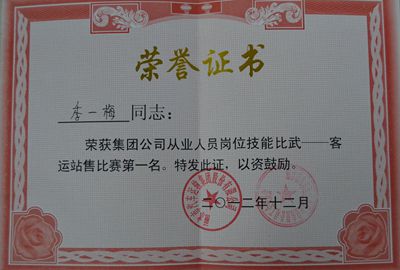 荣誉证书
李一梅 同志：
荣获集团公司从业人员岗位技能比武——客
运站售比赛第一名。特发此证，以资鼓励。
二〇一二年十二月